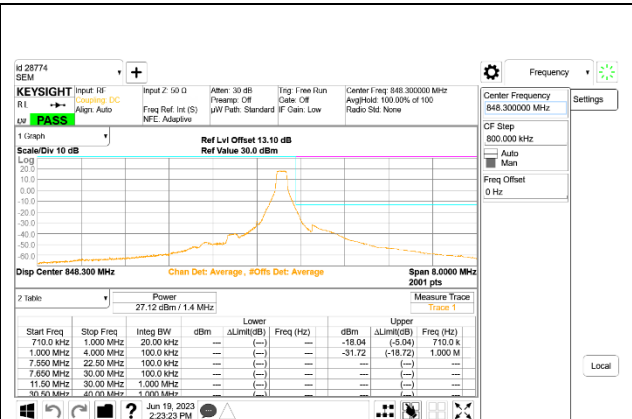 Id 28774
SEM
Frequency
KEYSIGHT Input: RF Input Z: 50 Ω Atten: 30 dB Trig: Free Run Center Freq: 848.300000 MHz
R L Coupling: DC Preamp: Off Gate: Off Avg|Hold: 100.00% of 100
Align: Auto Freq Ref: Int (S) µW Path: Standard IF Gain: Low Radio Std: None
NFE: Adaptive
PASS
Center Frequency
848.300000 MHz
Settings
CF Step
800.000 kHz
Auto
Man
Freq Offset
0 Hz
1 Graph
Ref Lvl Offset 13.10 dB
Scale/Div 10 dB Ref Value 30.0 dBm
Log
20.0
10.0
0.00
-10.0
-20.0
-30.0
-40.0
-50.0
-60.0
Disp Center 848.300 MHz Chan Det: Average , #Offs Det: Average Span 8.0000 MHz
2001 pts
2 Table Power Measure Trace
27.12 dBm / 1.4 MHz Trace 1
Lower Upper
Start Freq Stop Freq Integ BW dBm ΔLimit(dB) Freq (Hz) dBm ΔLimit(dB) Freq (Hz)
710.0 kHz 1.000 MHz 20.00 kHz --- (---) --- -18.04 (-5.04) 710.0 k
1.000 MHz 4.000 MHz 100.0 kHz --- (---) --- -31.72 (-18.72) 1.000 M
7.550 MHz 22.50 MHz 100.0 kHz --- (---) --- --- (---) ---
7.650 MHz 30.00 MHz 100.0 kHz --- (---) --- --- (---) ---
11.50 MHz 30.00 MHz 1.000 MHz --- (---) --- --- (---) ---
30.50 MHz 40.00 MHz 1.000 MHz --- (---) --- --- (---) ---
Local
Jun 19, 2023
2:23:23 PM